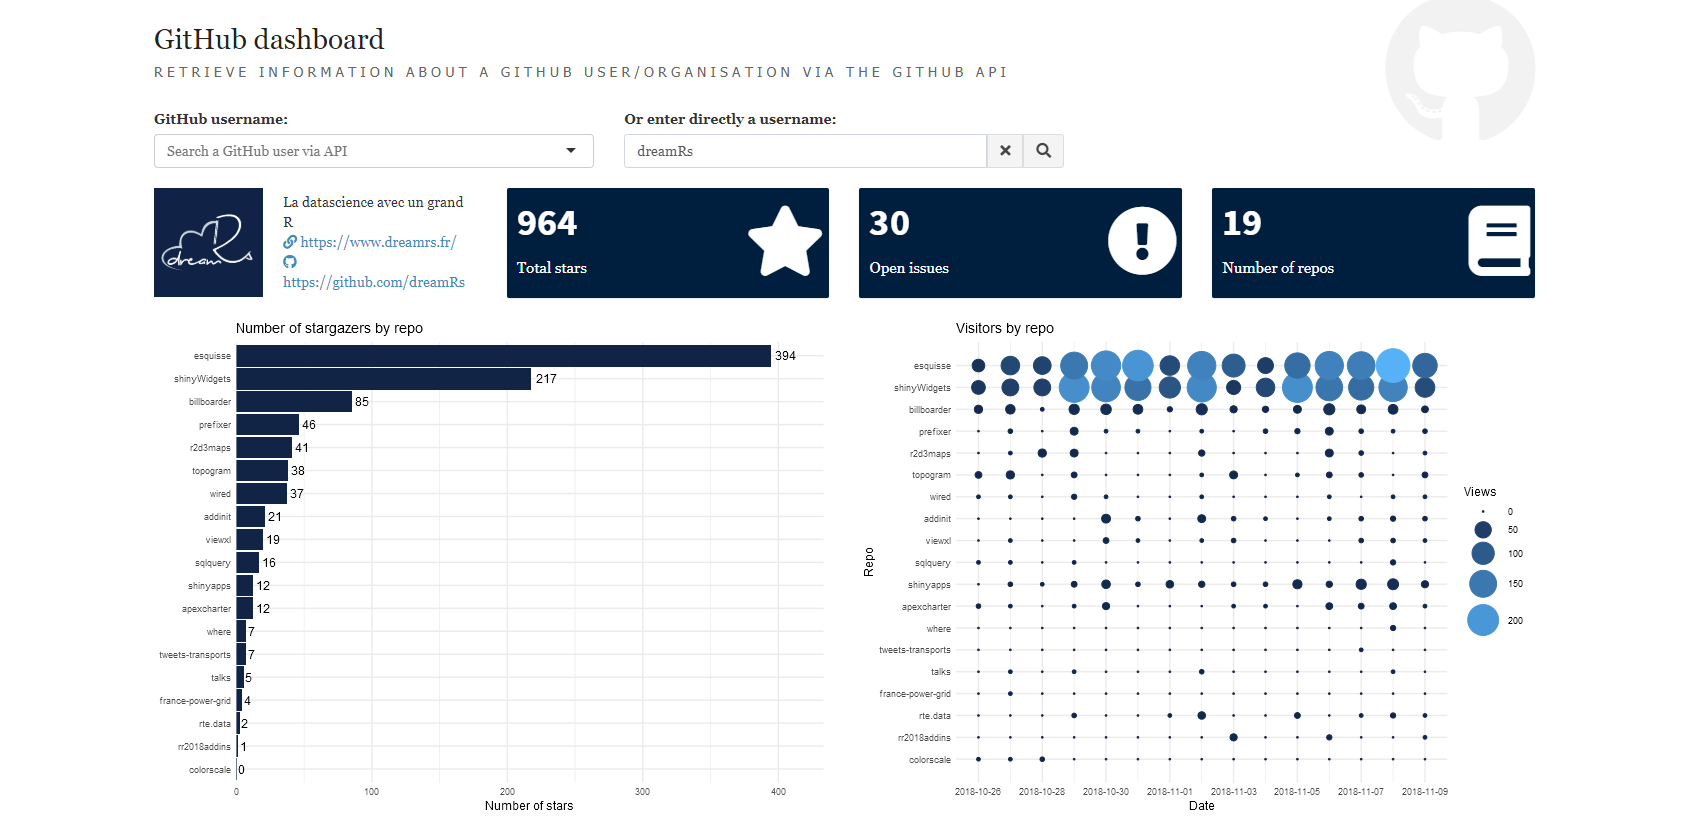 GitHub dashboard
RETRIEVE INFORMATION ABOUT A GITHUB USER/ORGANISATION VIA THE GITHUB API
GitHub username:
Search a GitHub user via API
Or enter directly a username:
dreamRs
dreamRs
La datascience avec un grand
R
https://www.dreamrs.fr/
https://github.com/dreamRs
964
Total stars
30
Open issues
19
Number of repos
Number of stargazers by repo
esquisse 394
shinyWidgets 217
billboarder 85
prefixer 46
r2d3maps 41
topogram 38
wired 37
addinit 21
viewxl 19
sqlquery 16
shinyapps 12
apexcharter 12
where 7
tweets-transports 7
talks 5
france-power-grid 4
rte.data 2
rr2018addins 1
colorscale 0
0 100 200 300 400
Number of stars
Visitors by repo
Repo
esquisse
shinyWidgets
billboarder
prefixer
r2d3maps
topogram
wired
addinit
viewxl
sqlquery
shinyapps
apexcharter
where
tweets-transports
talks
france-power-grid
rte.data
rr2018addins
colorscale
2018-10-26 2018-10-28 2018-10-30 2018-11-01 2018-11-03 2018-11-05 2018-11-07 2018-11-09
Date
Views
0
50
100
150
200